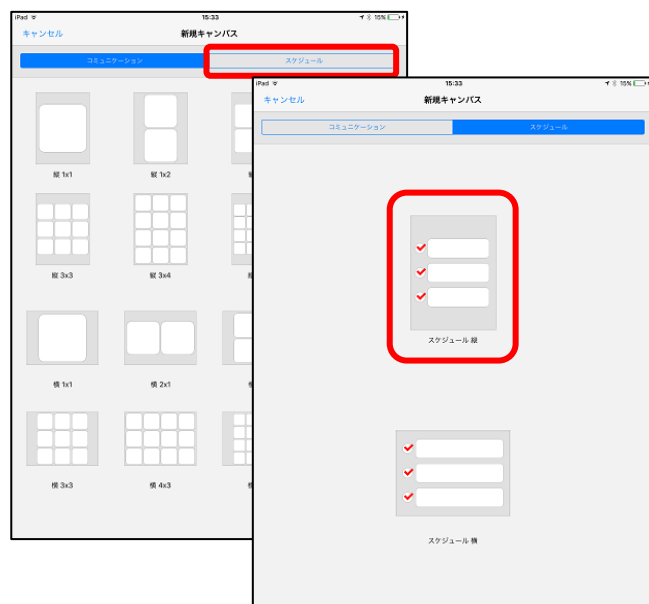 iPad 15:33 15%
キャンセル 新規キャンバス
コミュニケーション スケジュール
縦 1x1 縦 1x2
縦 3x3 縦 3x4
横 1x1 横 2x1
横 3x3 横 4x3
iPad 15:33 15%
キャンセル 新規キャンバス
コミュニケーション スケジュール
スケジュール 縦
スケジュール 横